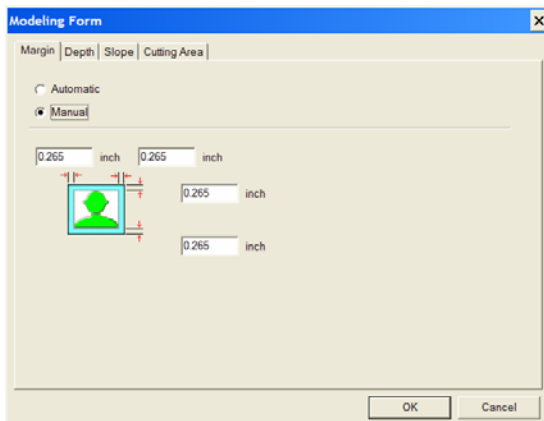 Modeling Form
Margin Depth Slope Cutting Area
Automatic
Manual
0.265 inch 0.265 inch
0.265 inch
0.265 inch
OK Cancel